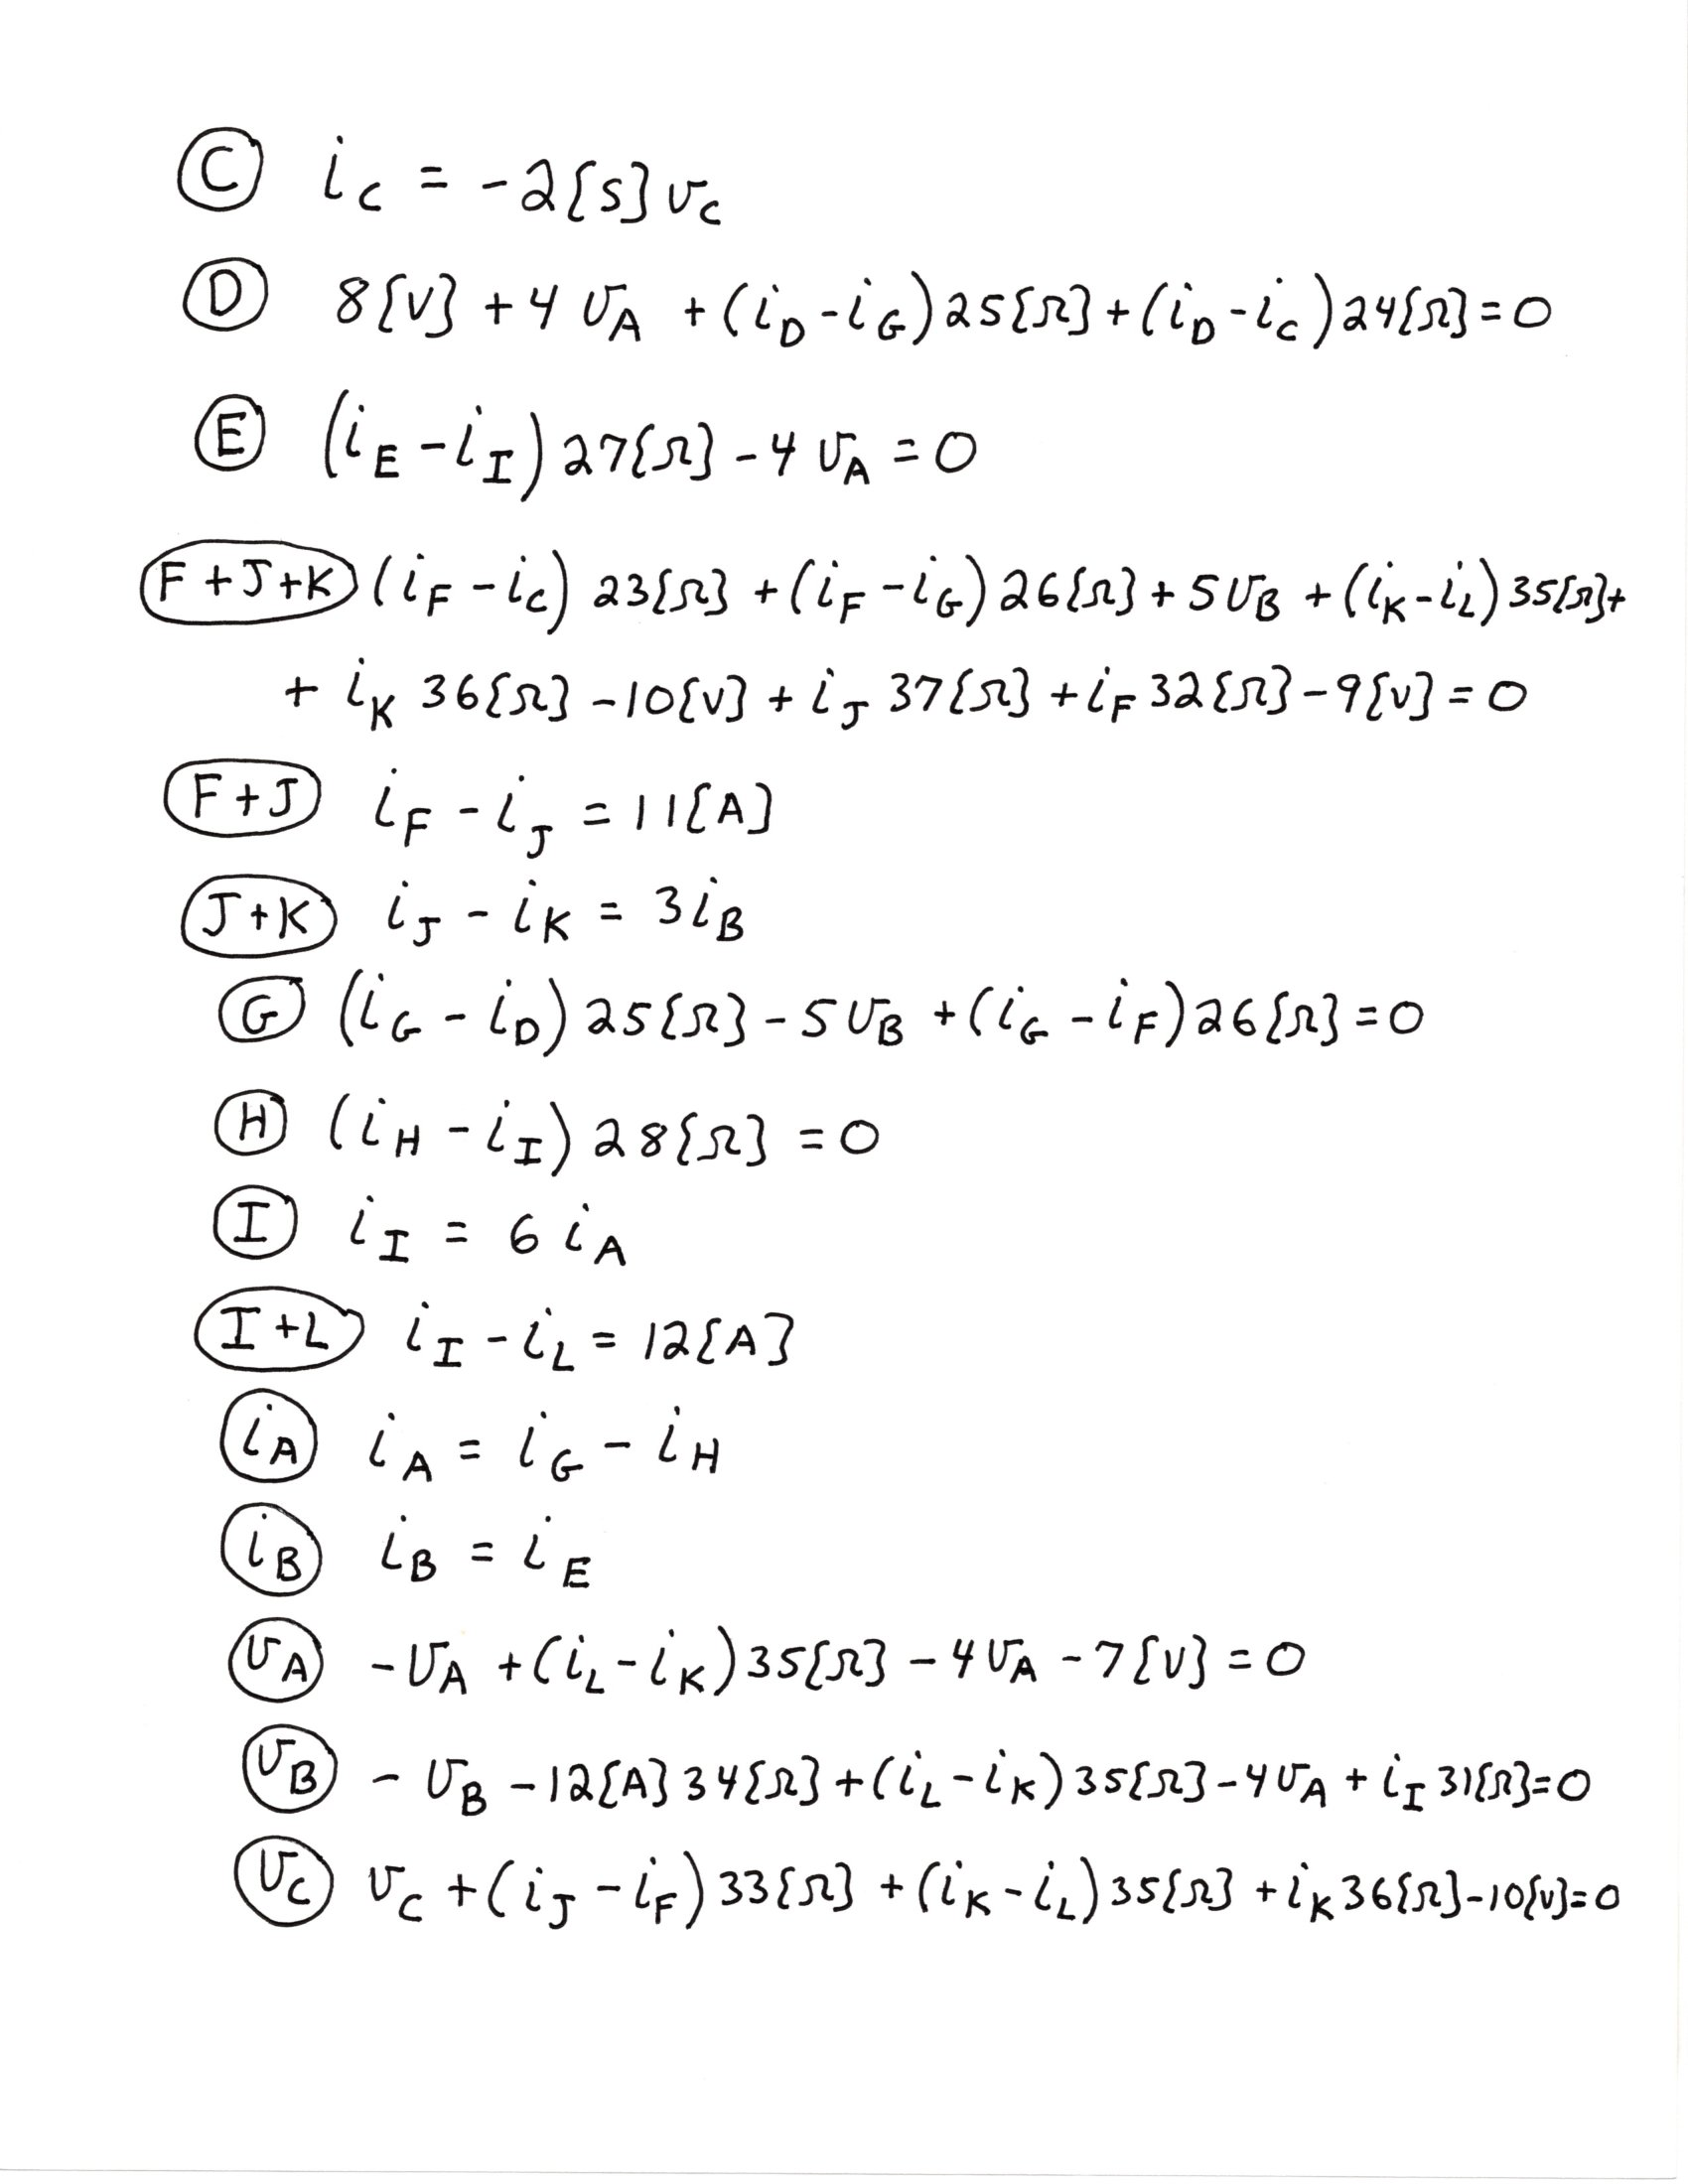 C i_C = -2[S]v_C
D 8[V] + 4 v_A + (i_D - i_G) 25[Ω] + (i_D - i_C) 24[Ω] = 0
E (i_E - i_I) 27[Ω] - 4 v_A = 0
F+J+K (i_F - i_C) 23[Ω] + (i_F - i_G) 26[Ω] + 5 v_B + (i_K - i_L) 35[Ω] +
+ i_K 36[Ω] - 10[V] + i_J 37[Ω] + i_F 32[Ω] - 9[V] = 0
F+J i_F - i_J = 11[A]
J+K i_J - i_K = 3 i_B
G (i_G - i_D) 25[Ω] - 5 v_B + (i_G - i_F) 26[Ω] = 0
H (i_H - i_I) 28[Ω] = 0
I i_I = 6 i_A
I+L i_I - i_L = 12[A]
i_A i_A = i_G - i_H
i_B i_B = i_E
v_A -v_A + (i_L - i_K) 35[Ω] - 4 v_A - 7[V] = 0
v_B - v_B - 12[A] 34[Ω] + (i_L - i_K) 35[Ω] - 4 v_A + i_I 31[Ω] = 0
v_C v_C + (i_J - i_F) 33[Ω] + (i_K - i_L) 35[Ω] + i_K 36[Ω] - 10[V] = 0